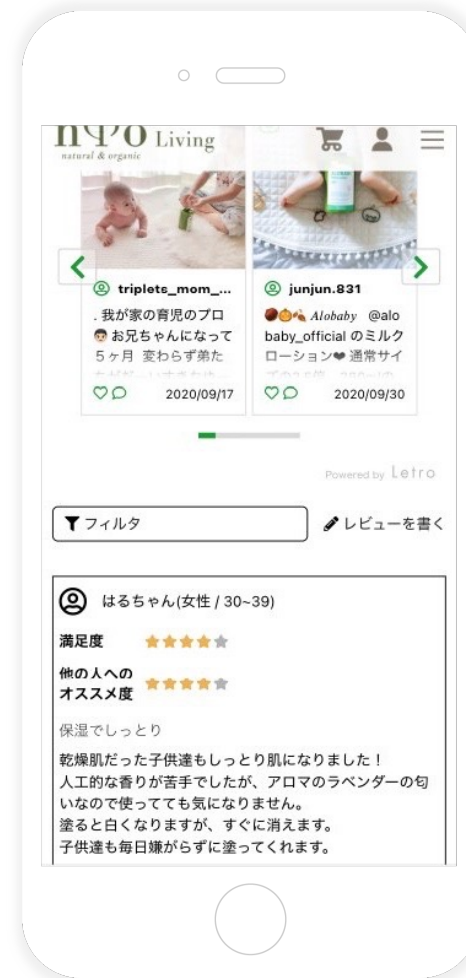 Living
natural & organic
triplets_mom_...
. 我が家の育児のプロ
👦🏻 お兄ちゃんになって
５ヶ月 変わらず弟た
2020/09/17
junjun.831
🌰🎃🍂 Alobaby @alo
baby_official のミルク
ローション❤ 通常サイ
2020/09/30
Powered by Letro
フィルタ
レビューを書く
はるちゃん(女性 / 30~39)
満足度
他の人への
オススメ度
保湿でしっとり
乾燥肌だった子供達もしっとり肌になりました！
人工的な香りが苦手でしたが、アロマのラベンダーの匂
いなので使ってても気になりません。
塗ると白くなりますが、すぐに消えます。
子供達も毎日嫌がらずに塗ってくれます。